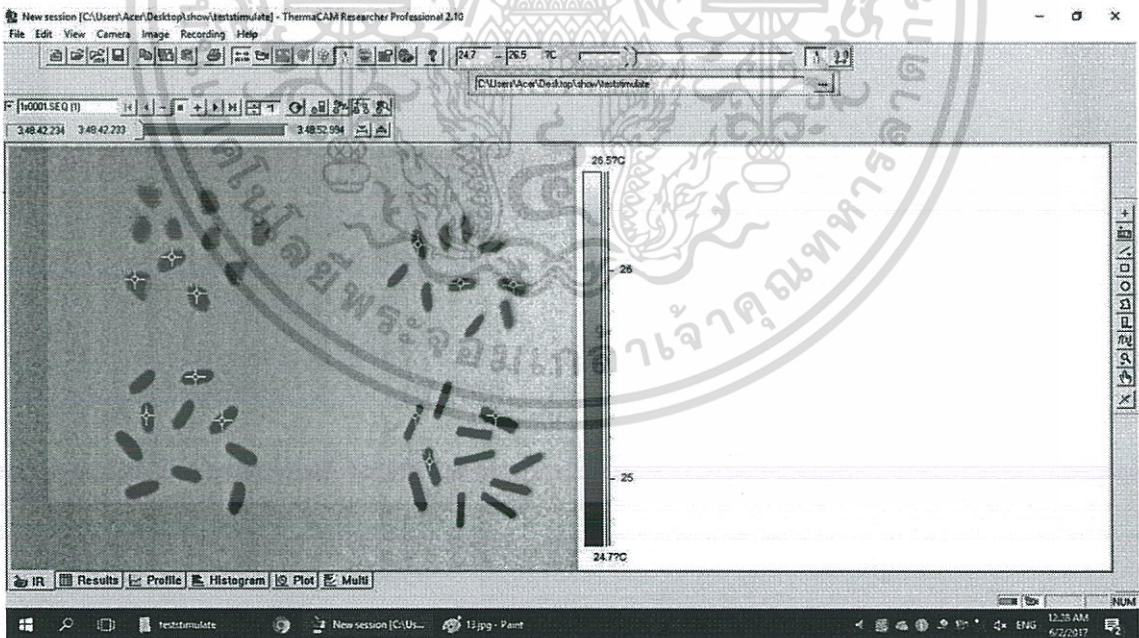 New session [C:\Users\Acer\Desktop\show\teststimulate] - ThermaCAM Researcher Professional 2.10
File Edit View Camera Image Recording Help
24.7 - 26.5 ?C
C:\Users\Acer\Desktop\show\teststimulate ...
1r0001.SEQ (1)
3:48:42.234 3:48:42.233 3:48:52.994
26.5?C
26
25
24.7?C
IR Results Profile Histogram Plot Multi
NUM
teststimulate New session [C:\Us... 13.jpg - Paint ENG 12:28 AM
6/2/2017